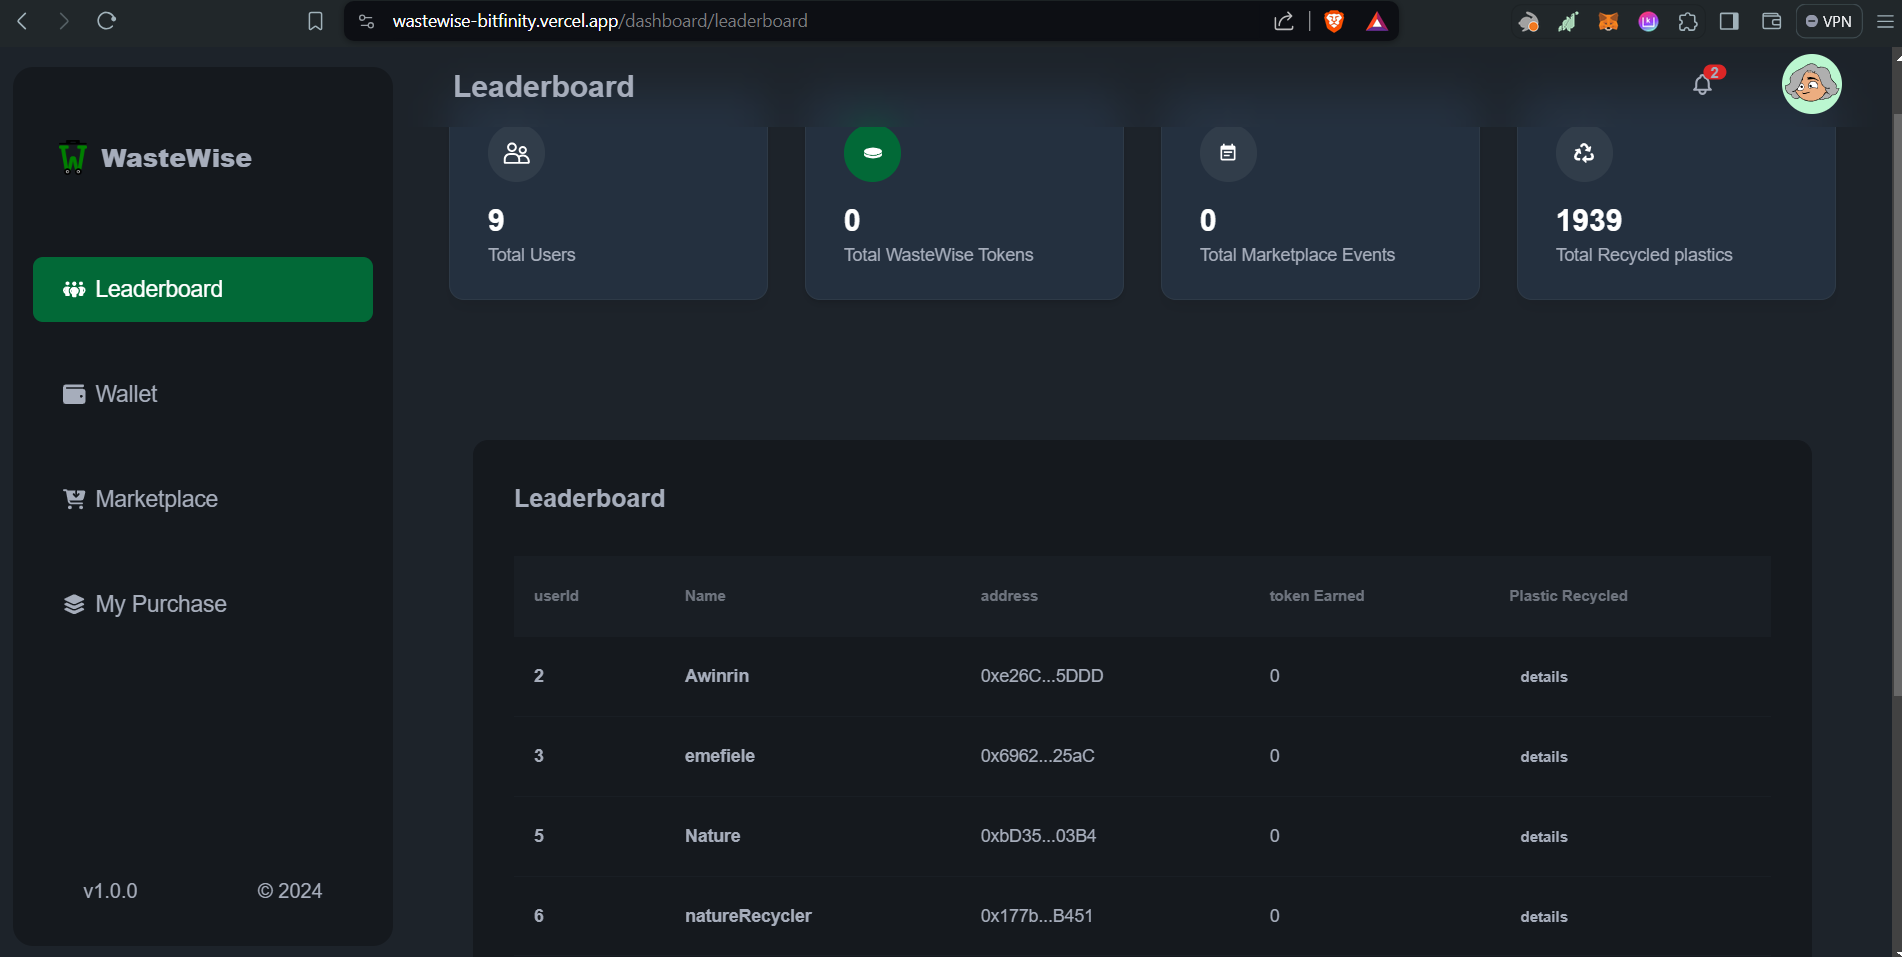 wastewise-bitfinity.vercel.app/dashboard/leaderboard
VPN
Leaderboard
2
WasteWise
9
Total Users
0
Total WasteWise Tokens
0
Total Marketplace Events
1939
Total Recycled plastics
Leaderboard
Wallet
Marketplace
My Purchase
v1.0.0 © 2024
Leaderboard
userId Name address token Earned Plastic Recycled
2 Awinrin 0xe26C...5DDD 0 details
3 emefiele 0x6962...25aC 0 details
5 Nature 0xbD35...03B4 0 details
6 natureRecycler 0x177b...B451 0 details